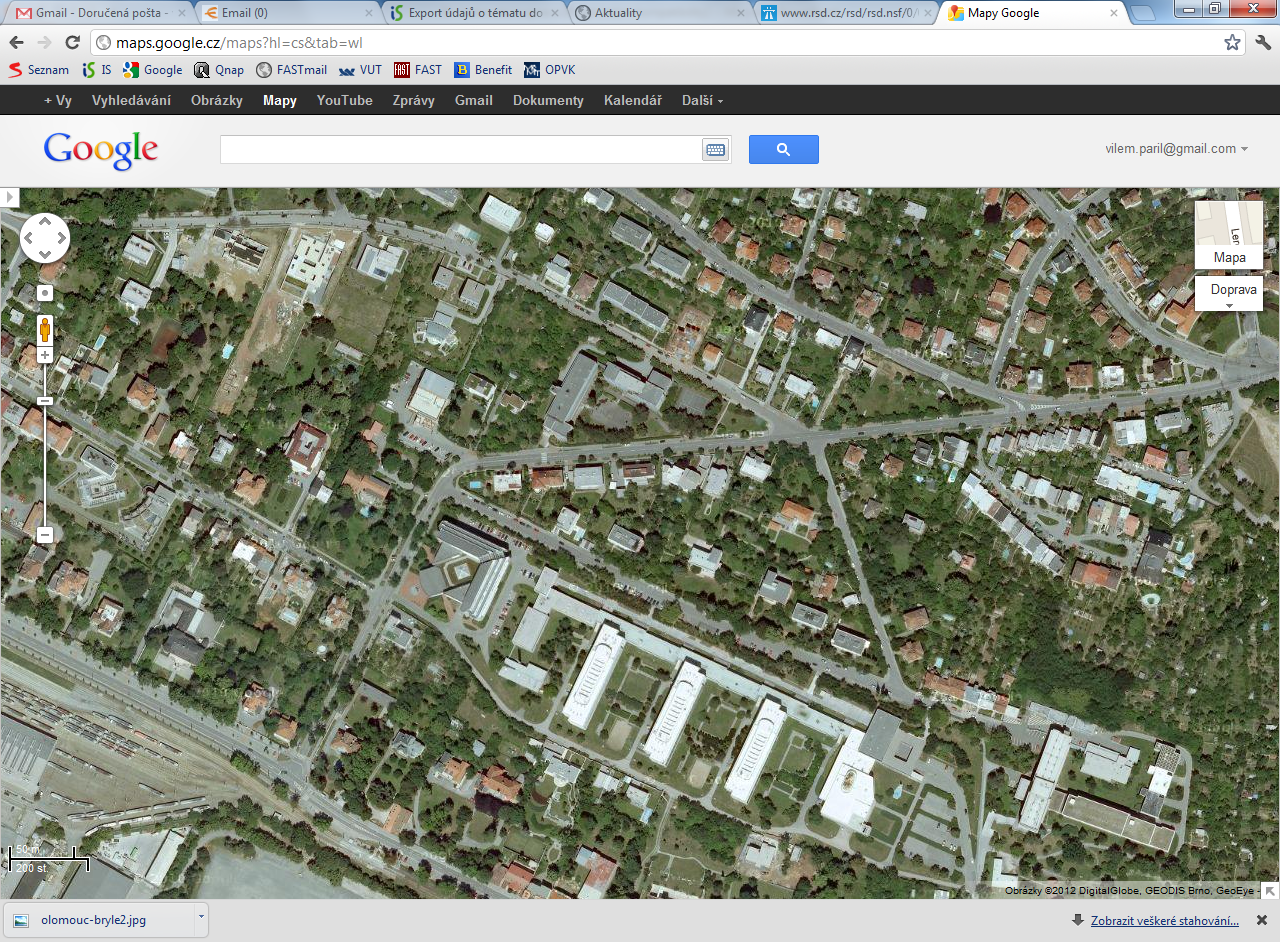 Gmail - Doručená pošta -
Email (0)
Export údajů o tématu do
Aktuality
www.rsd.cz/rsd/rsd.nsf/0/
Mapy Google
maps.google.cz/maps?hl=cs&tab=wl
Seznam
IS
Google
Qnap
FASTmail
VUT
FAST
Benefit
OPVK
+ Vy
Vyhledávání
Obrázky
Mapy
YouTube
Zprávy
Gmail
Dokumenty
Kalendář
Další
Google
vilem.paril@gmail.com
Len
Mapa
Doprava
50 m
200 st.
Obrázky ©2012 DigitalGlobe, GEODIS Brno, GeoEye -
olomouc-bryle2.jpg
Zobrazit veškeré stahování...